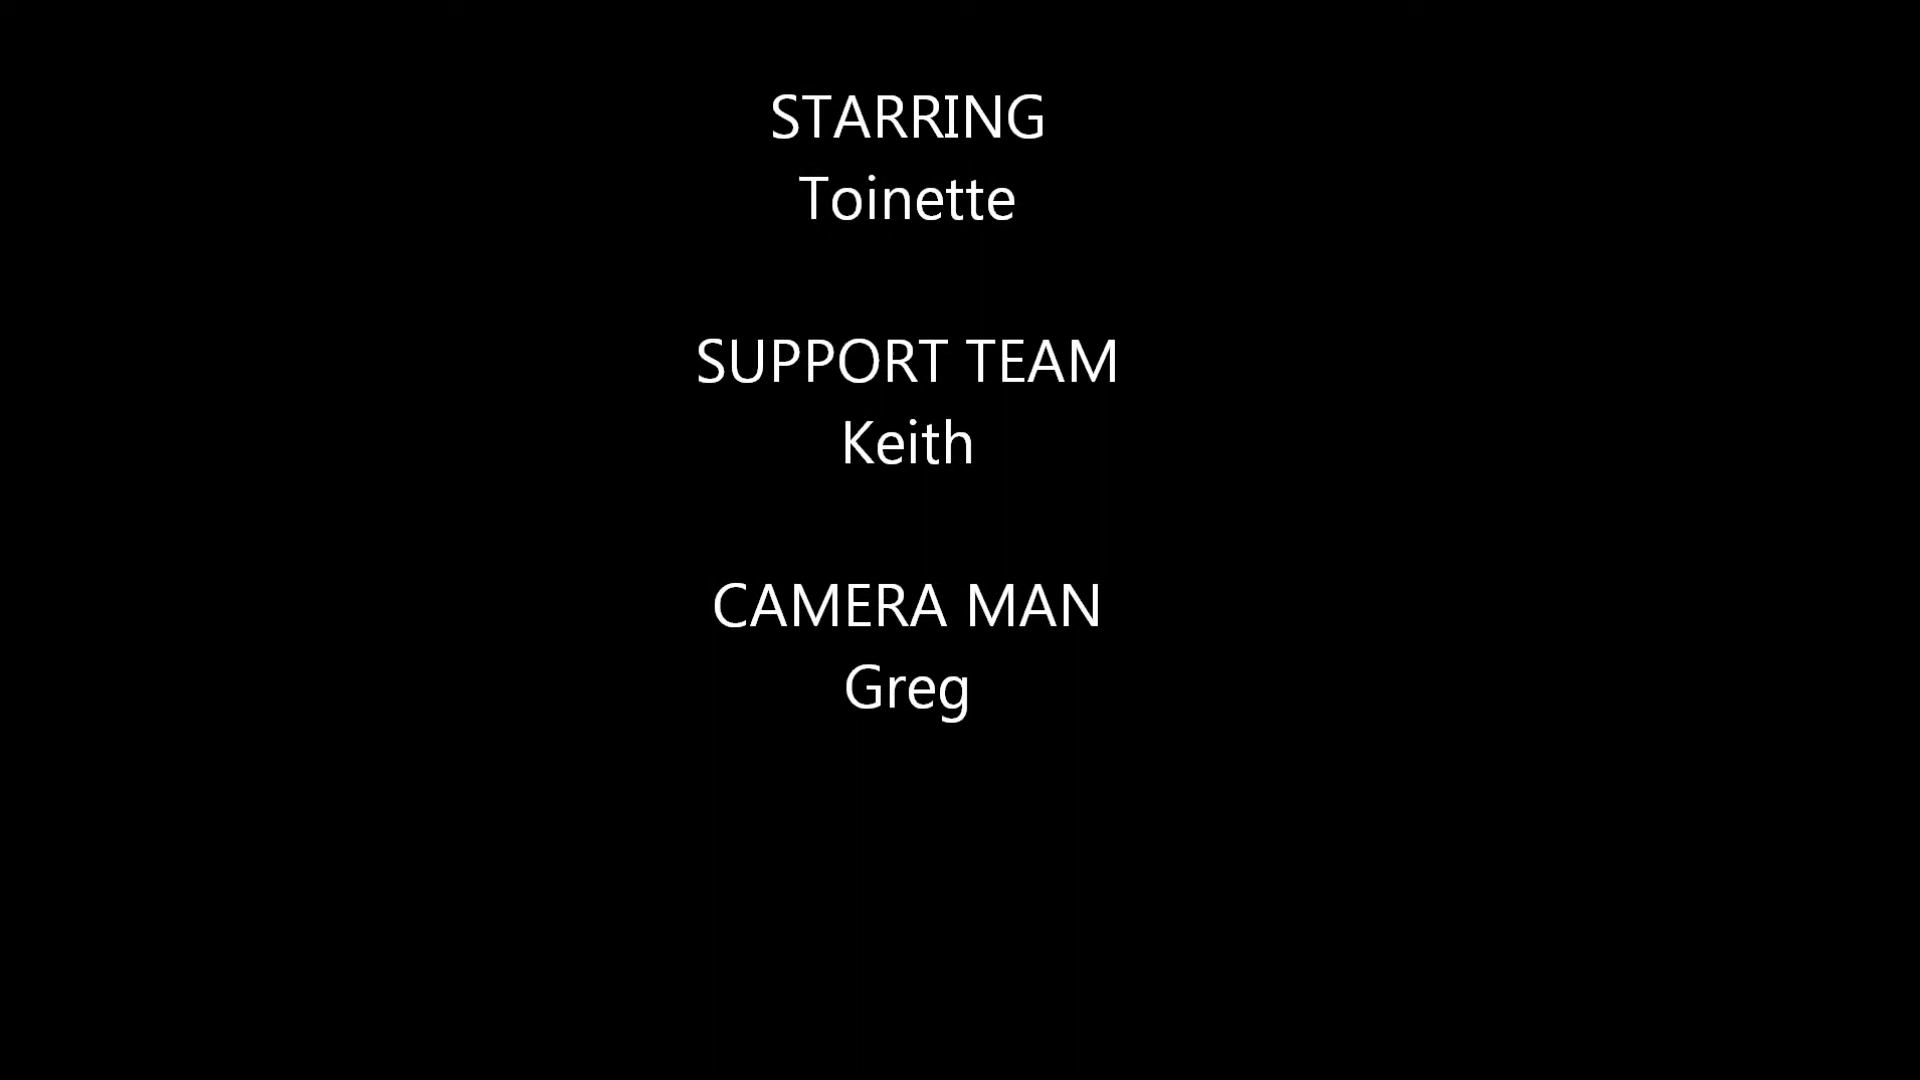 STARRING
Toinette
SUPPORT TEAM
Keith
CAMERA MAN
Greg